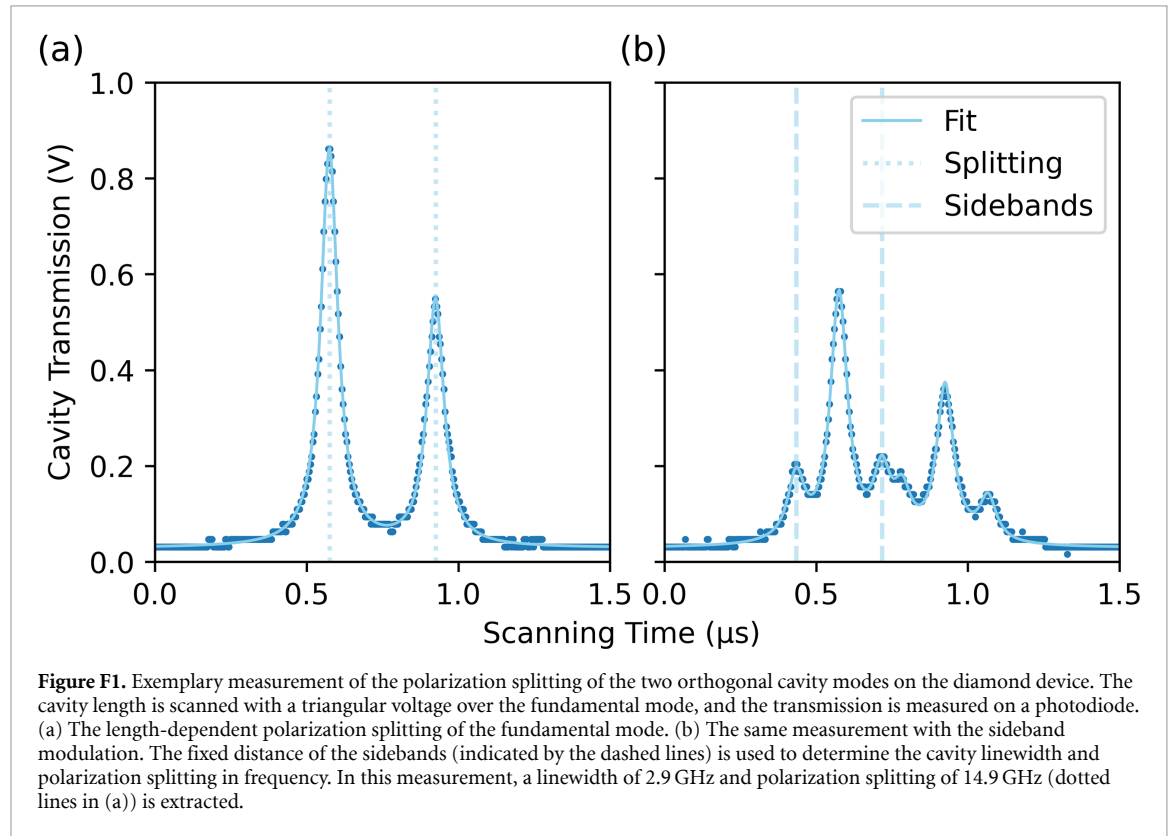 (a)
(b)
1.0
0.8
0.6
0.4
0.2
0.0
Cavity Transmission (V)
Fit
Splitting
Sidebands
0.0 0.5 1.0 1.5 0.0 0.5 1.0 1.5
Scanning Time (µs)
Figure F1. Exemplary measurement of the polarization splitting of the two orthogonal cavity modes on the diamond device. The
cavity length is scanned with a triangular voltage over the fundamental mode, and the transmission is measured on a photodiode.
(a) The length-dependent polarization splitting of the fundamental mode. (b) The same measurement with the sideband
modulation. The fixed distance of the sidebands (indicated by the dashed lines) is used to determine the cavity linewidth and
polarization splitting in frequency. In this measurement, a linewidth of 2.9 GHz and polarization splitting of 14.9 GHz (dotted
lines in (a)) is extracted.